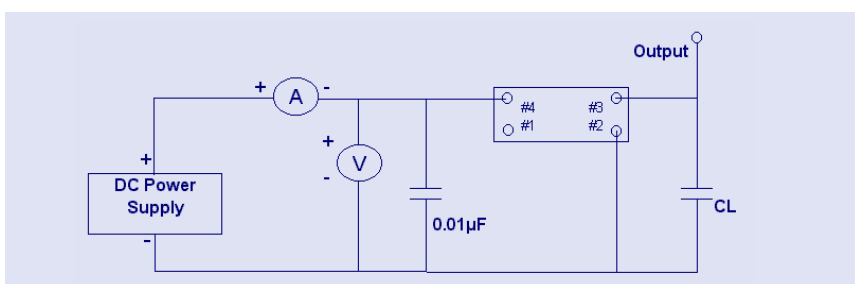 Output
+ A -
#4 #3
#1 #2
+ V -
+
DC Power
Supply
-
0.01µF
CL